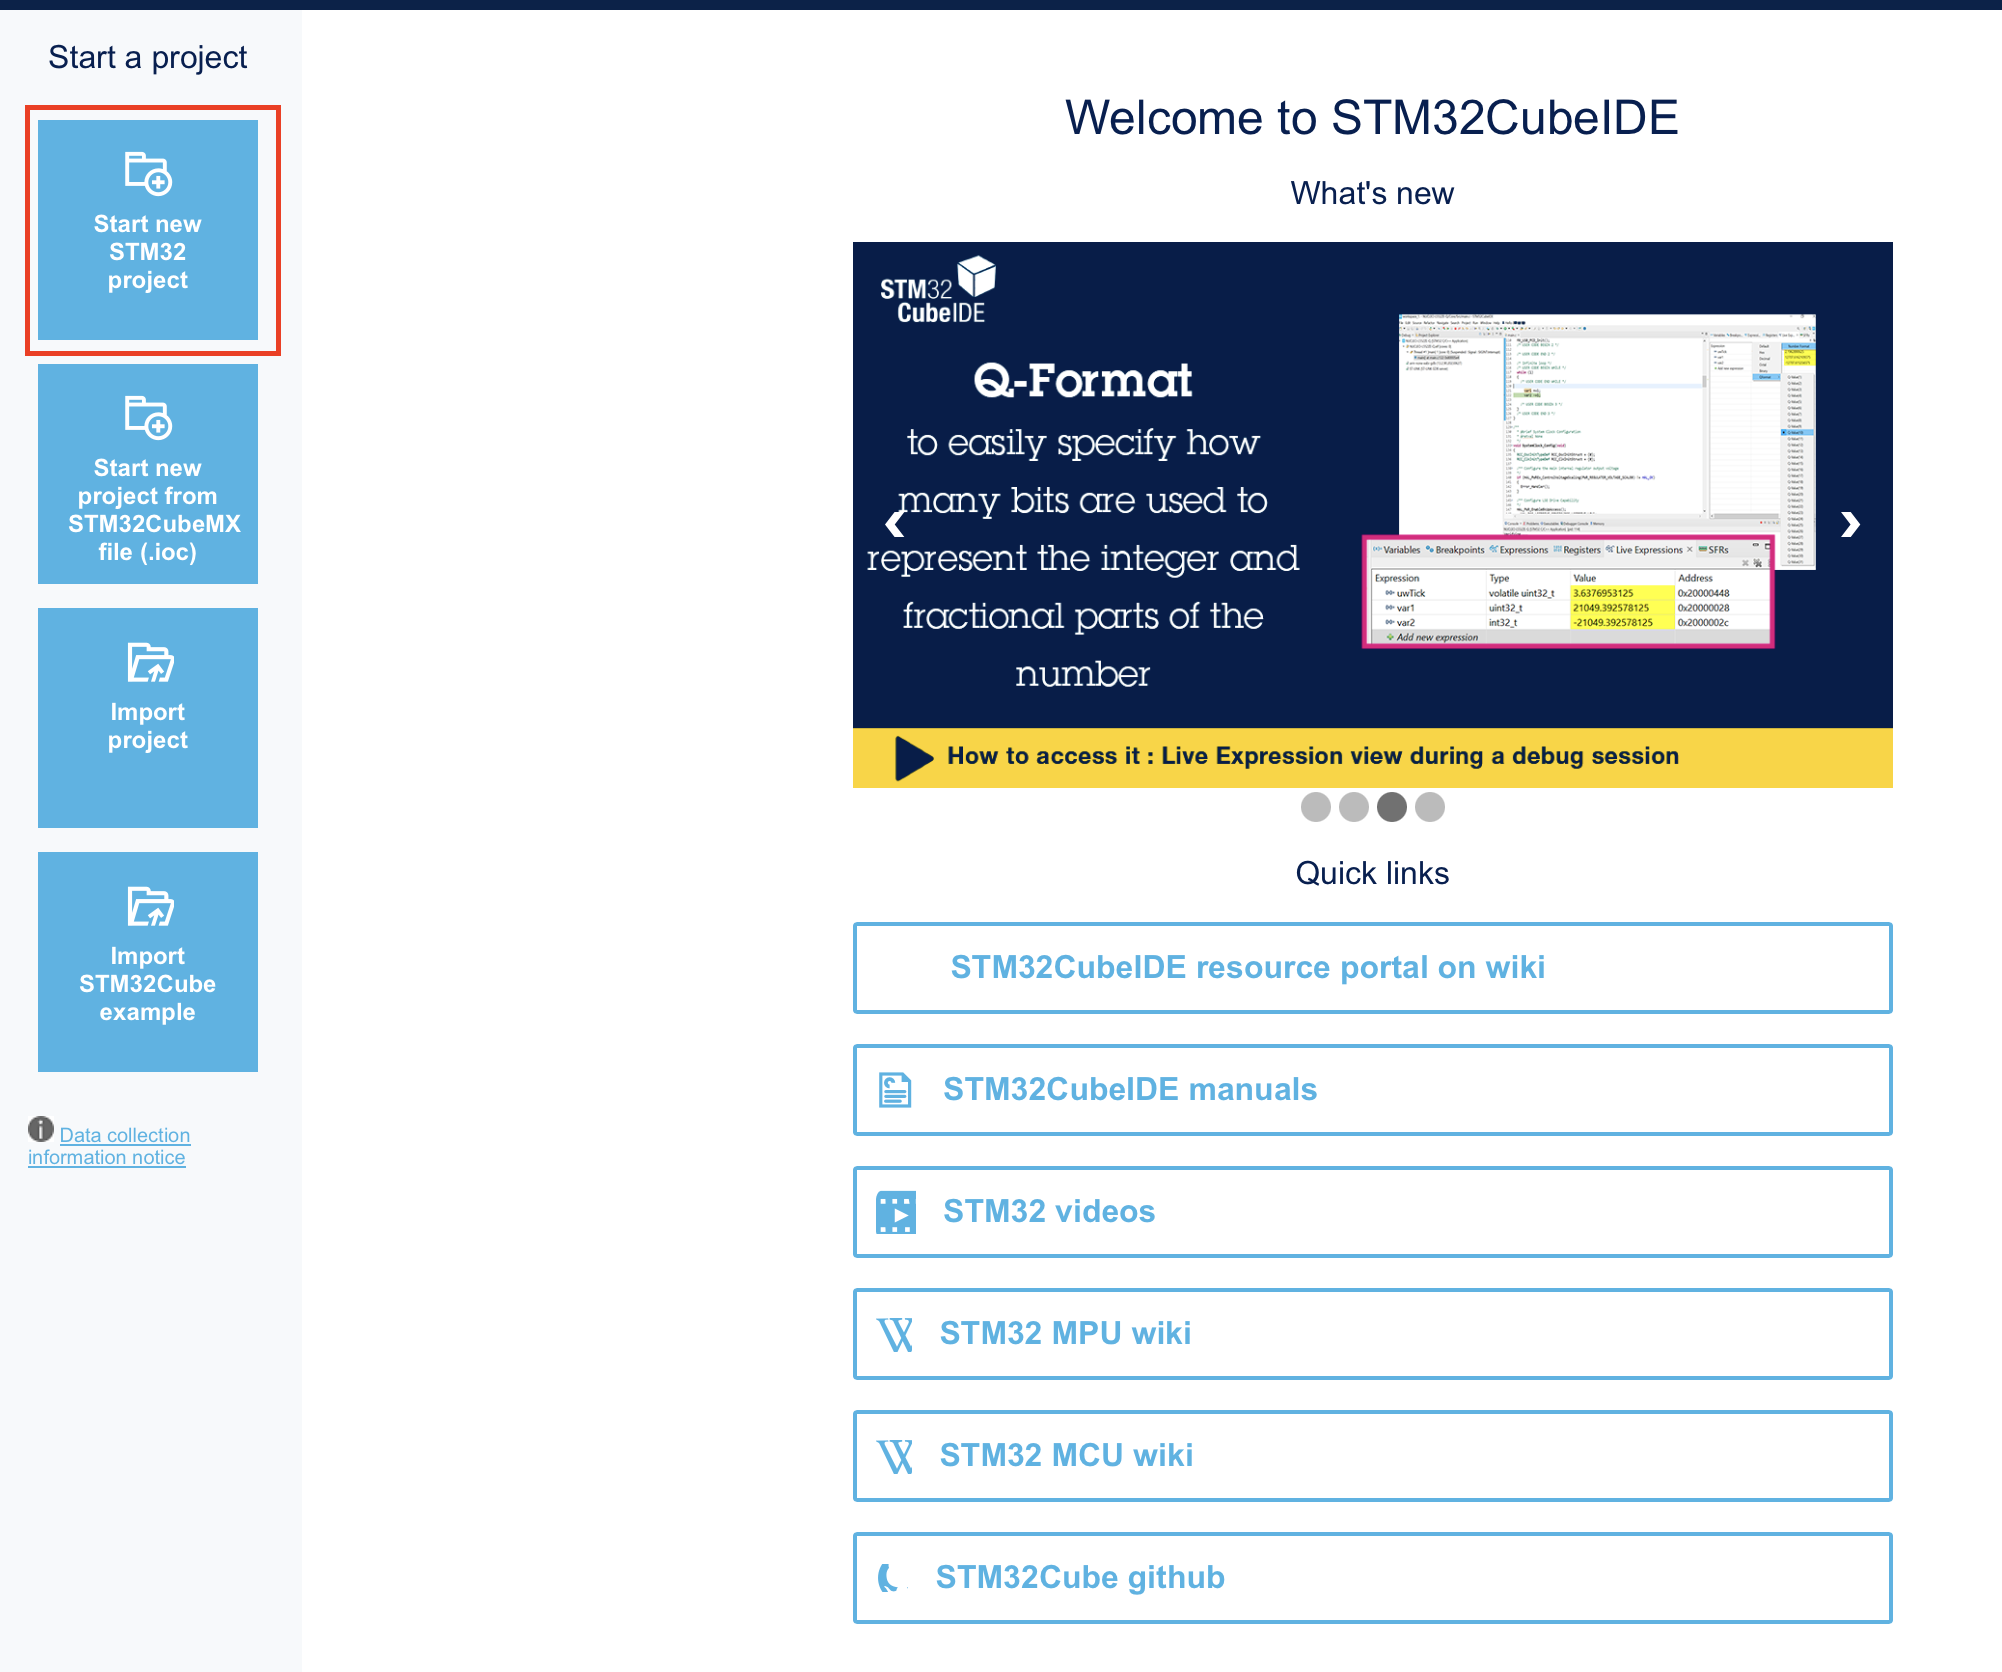 Start a project
Start new
STM32
project
Start new
project from
STM32CubeMX
file (.ioc)
Import
project
Import
STM32Cube
example
Data collection
information notice
Welcome to STM32CubeIDE
What's new
STM32
CubeIDE
Q-Format
to easily specify how
many bits are used to
represent the integer and
fractional parts of the
number
Variables Breakpoints Expressions Registers Live Expressions SFRs
Expression Type Value Address
uwTick volatile uint32_t 3.6376953125 0x20000448
var1 uint32_t 21049.392578125 0x20000028
var2 int32_t -21049.392578125 0x2000002c
Add new expression
How to access it : Live Expression view during a debug session
Quick links
STM32CubeIDE resource portal on wiki
STM32CubeIDE manuals
STM32 videos
STM32 MPU wiki
STM32 MCU wiki
STM32Cube github